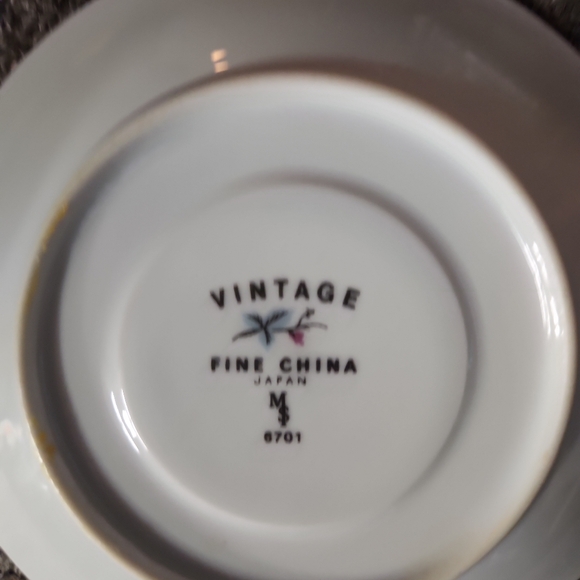 VINTAGE
FINE CHINA
JAPAN
M
S
6701